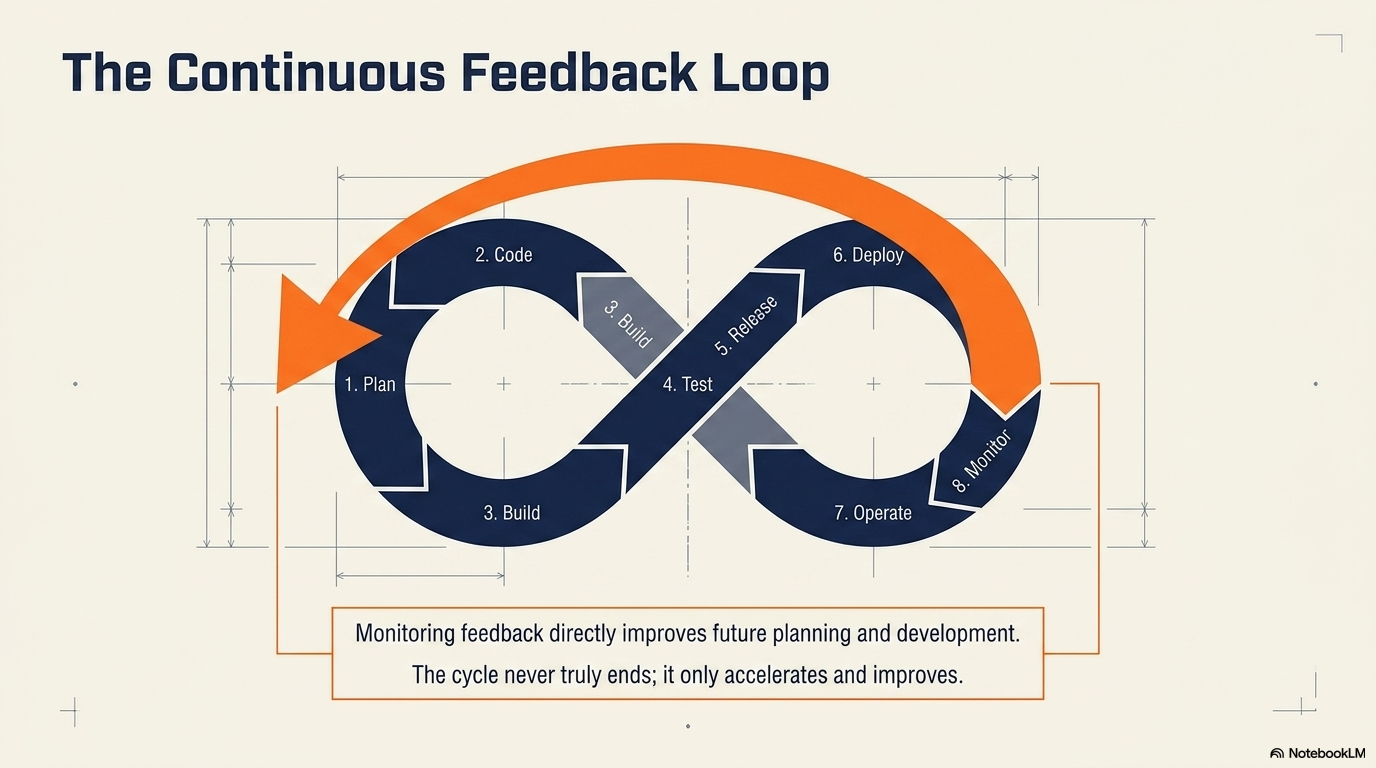 The Continuous Feedback Loop
2. Code
6. Deploy
3. Build
5. Release
1. Plan
4. Test
8. Monitor
3. Build
7. Operate
Monitoring feedback directly improves future planning and development.
The cycle never truly ends; it only accelerates and improves.
NotebookLM